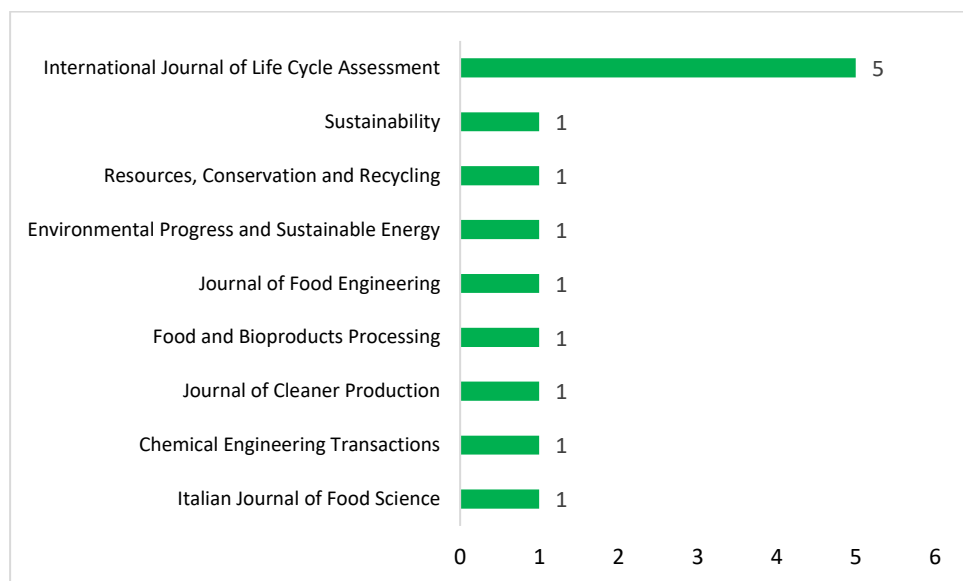 International Journal of Life Cycle Assessment 5
Sustainability 1
Resources, Conservation and Recycling 1
Environmental Progress and Sustainable Energy 1
Journal of Food Engineering 1
Food and Bioproducts Processing 1
Journal of Cleaner Production 1
Chemical Engineering Transactions 1
Italian Journal of Food Science 1
0 1 2 3 4 5 6